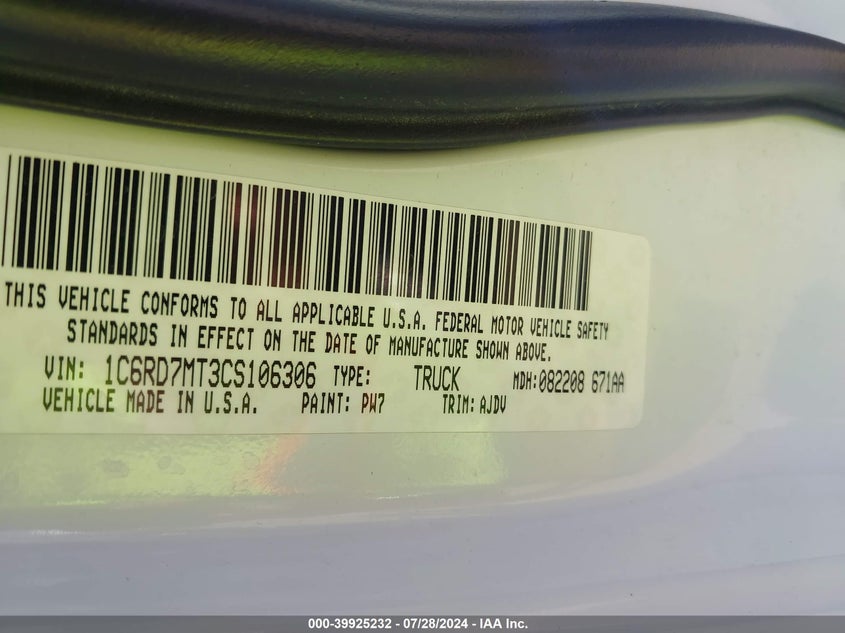 THIS VEHICLE CONFORMS TO ALL APPLICABLE U.S.A. FEDERAL MOTOR VEHICLE SAFETY
STANDARDS IN EFFECT ON THE DATE OF MANUFACTURE SHOWN ABOVE.
VIN: 1C6RD7MT3CS106306 TYPE: TRUCK MDH:082208 671AA
VEHICLE MADE IN U.S.A. PAINT: PW7 TRIM: AJDV
000-39925232 - 07/28/2024 - IAA Inc.